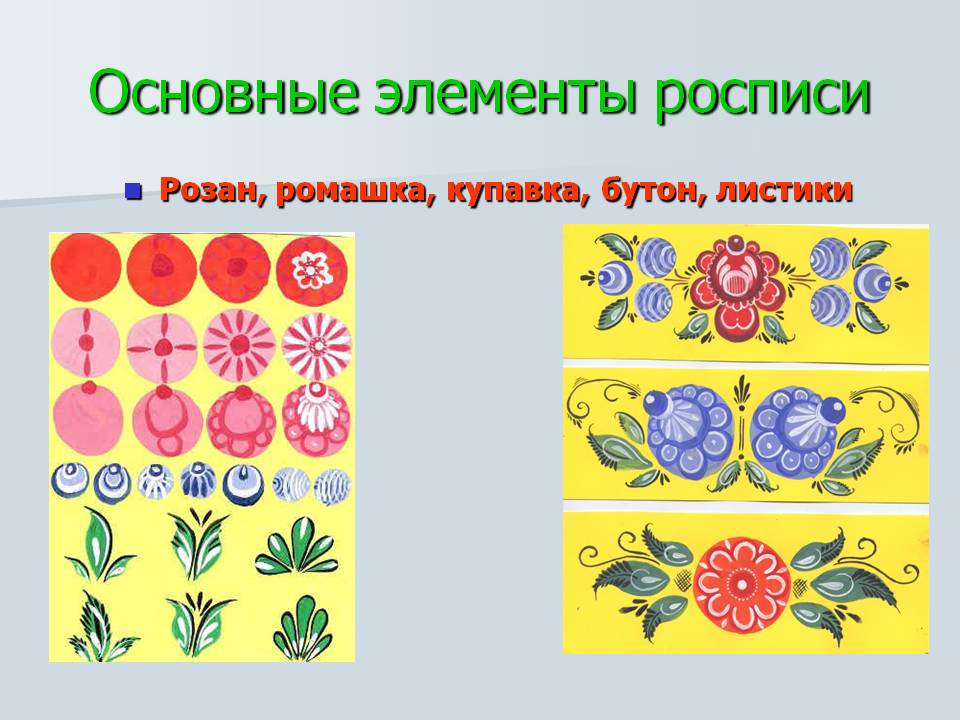 Основные элементы росписи
Розан, ромашка, купавка, бутон, листики